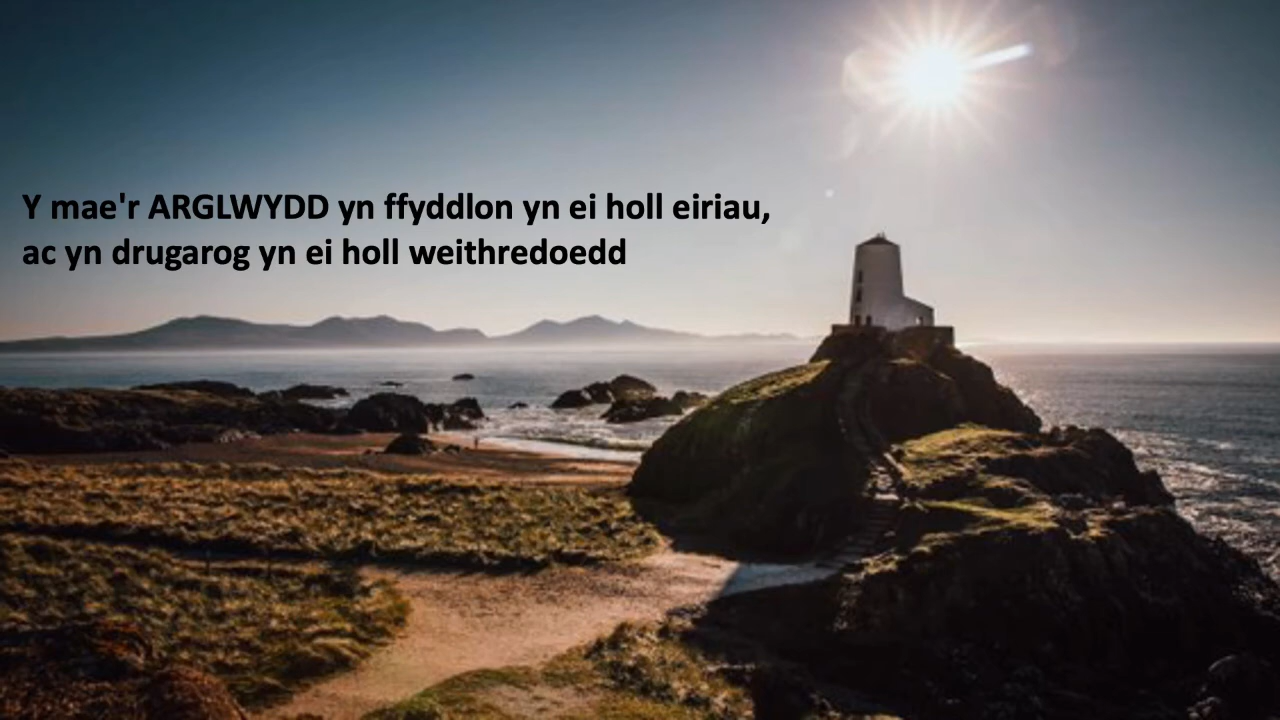 Y mae'r ARGLWYDD yn ffyddlon yn ei holl eiriau,
ac yn drugarog yn ei holl weithredoedd